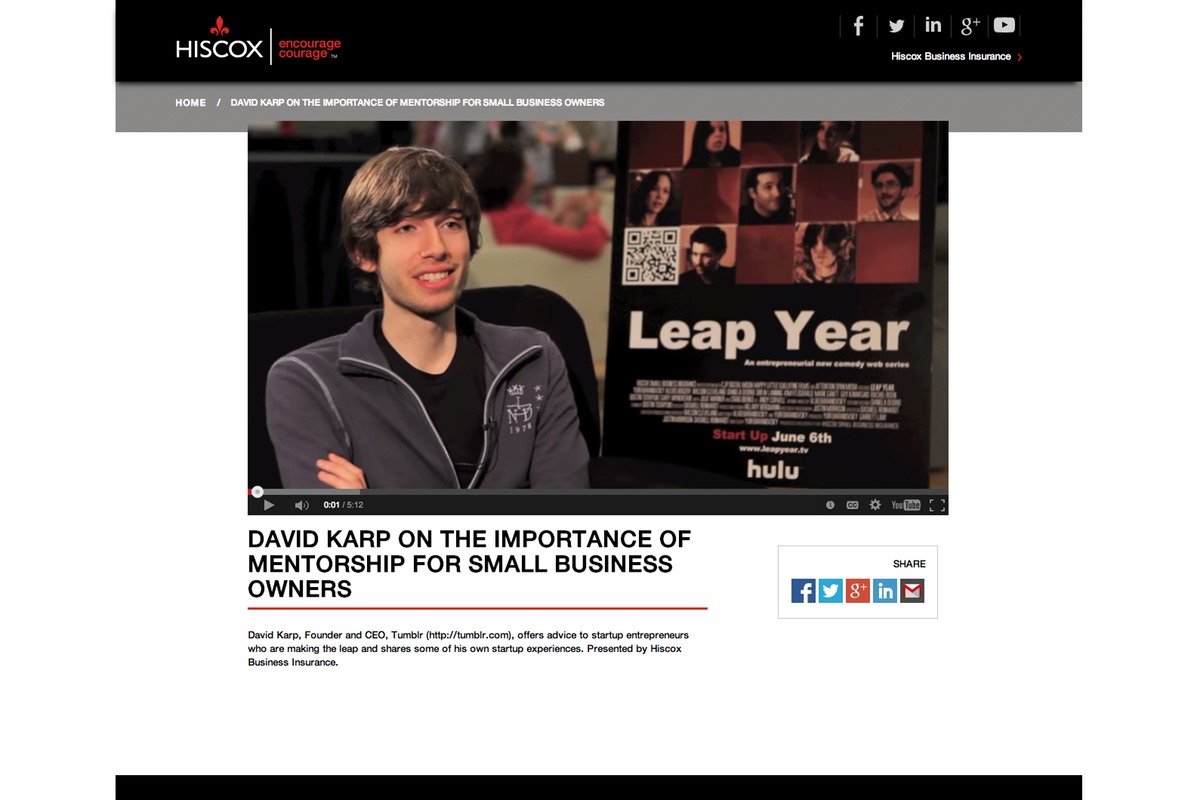 HISCOX
encourage
courage™
f
in
g+
Hiscox Business Insurance
HOME / DAVID KARP ON THE IMPORTANCE OF MENTORSHIP FOR SMALL BUSINESS OWNERS
1978
Leap Year
An entrepreneurial new comedy web series
Start Up June 6th
www.leapyear.tv
hulu
0:01 / 5:12
CC
YouTube
DAVID KARP ON THE IMPORTANCE OF
MENTORSHIP FOR SMALL BUSINESS
OWNERS
SHARE
f
g+
in
David Karp, Founder and CEO, Tumblr (http://tumblr.com), offers advice to startup entrepreneurs
who are making the leap and shares some of his own startup experiences. Presented by Hiscox
Business Insurance.